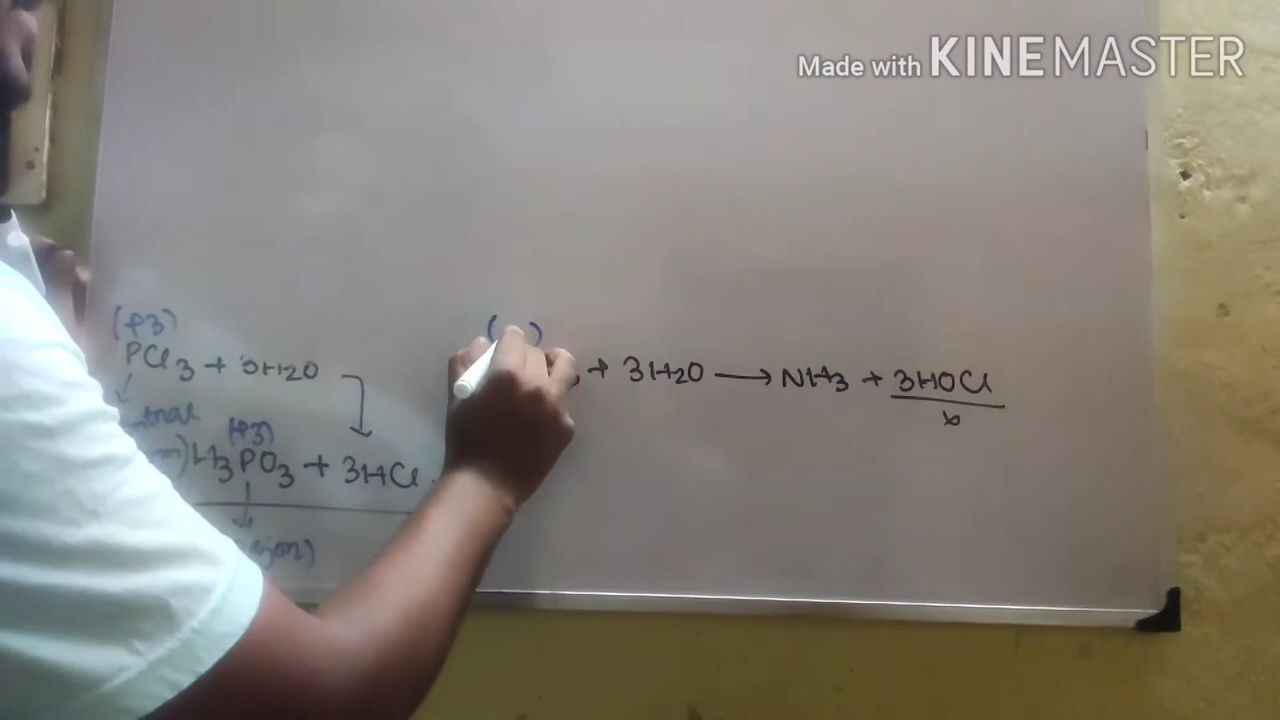 Made with KINEMASTER
(+3)
PCl3 + 3H2O
H3PO3 + 3HCl
(+3)
+ 3H2O → NH3 + 3HOCl